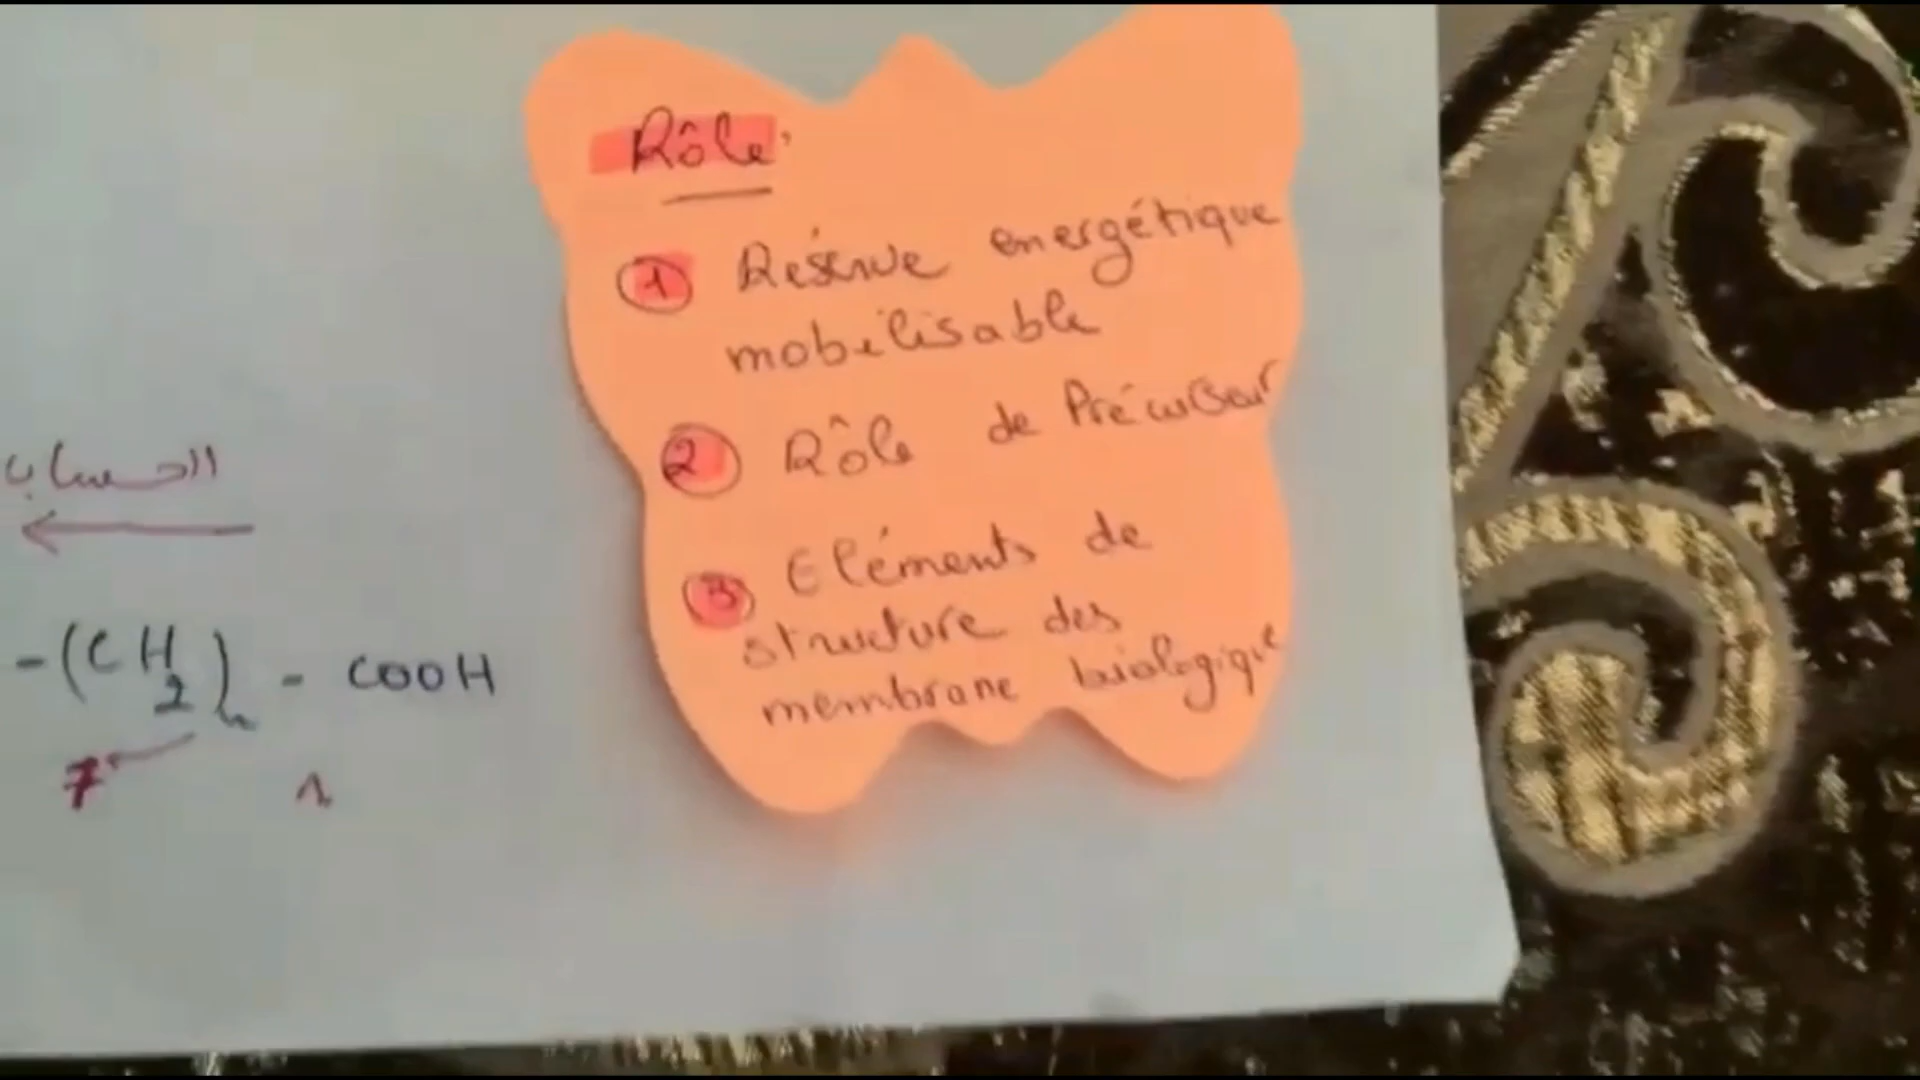 Rôle:
1 Réserve energétique
mobilisable
2 Rôle de Précurseur
3 Eléments de
structure des
membrane biologique
الحساب
-(CH2)n - COOH
7 1